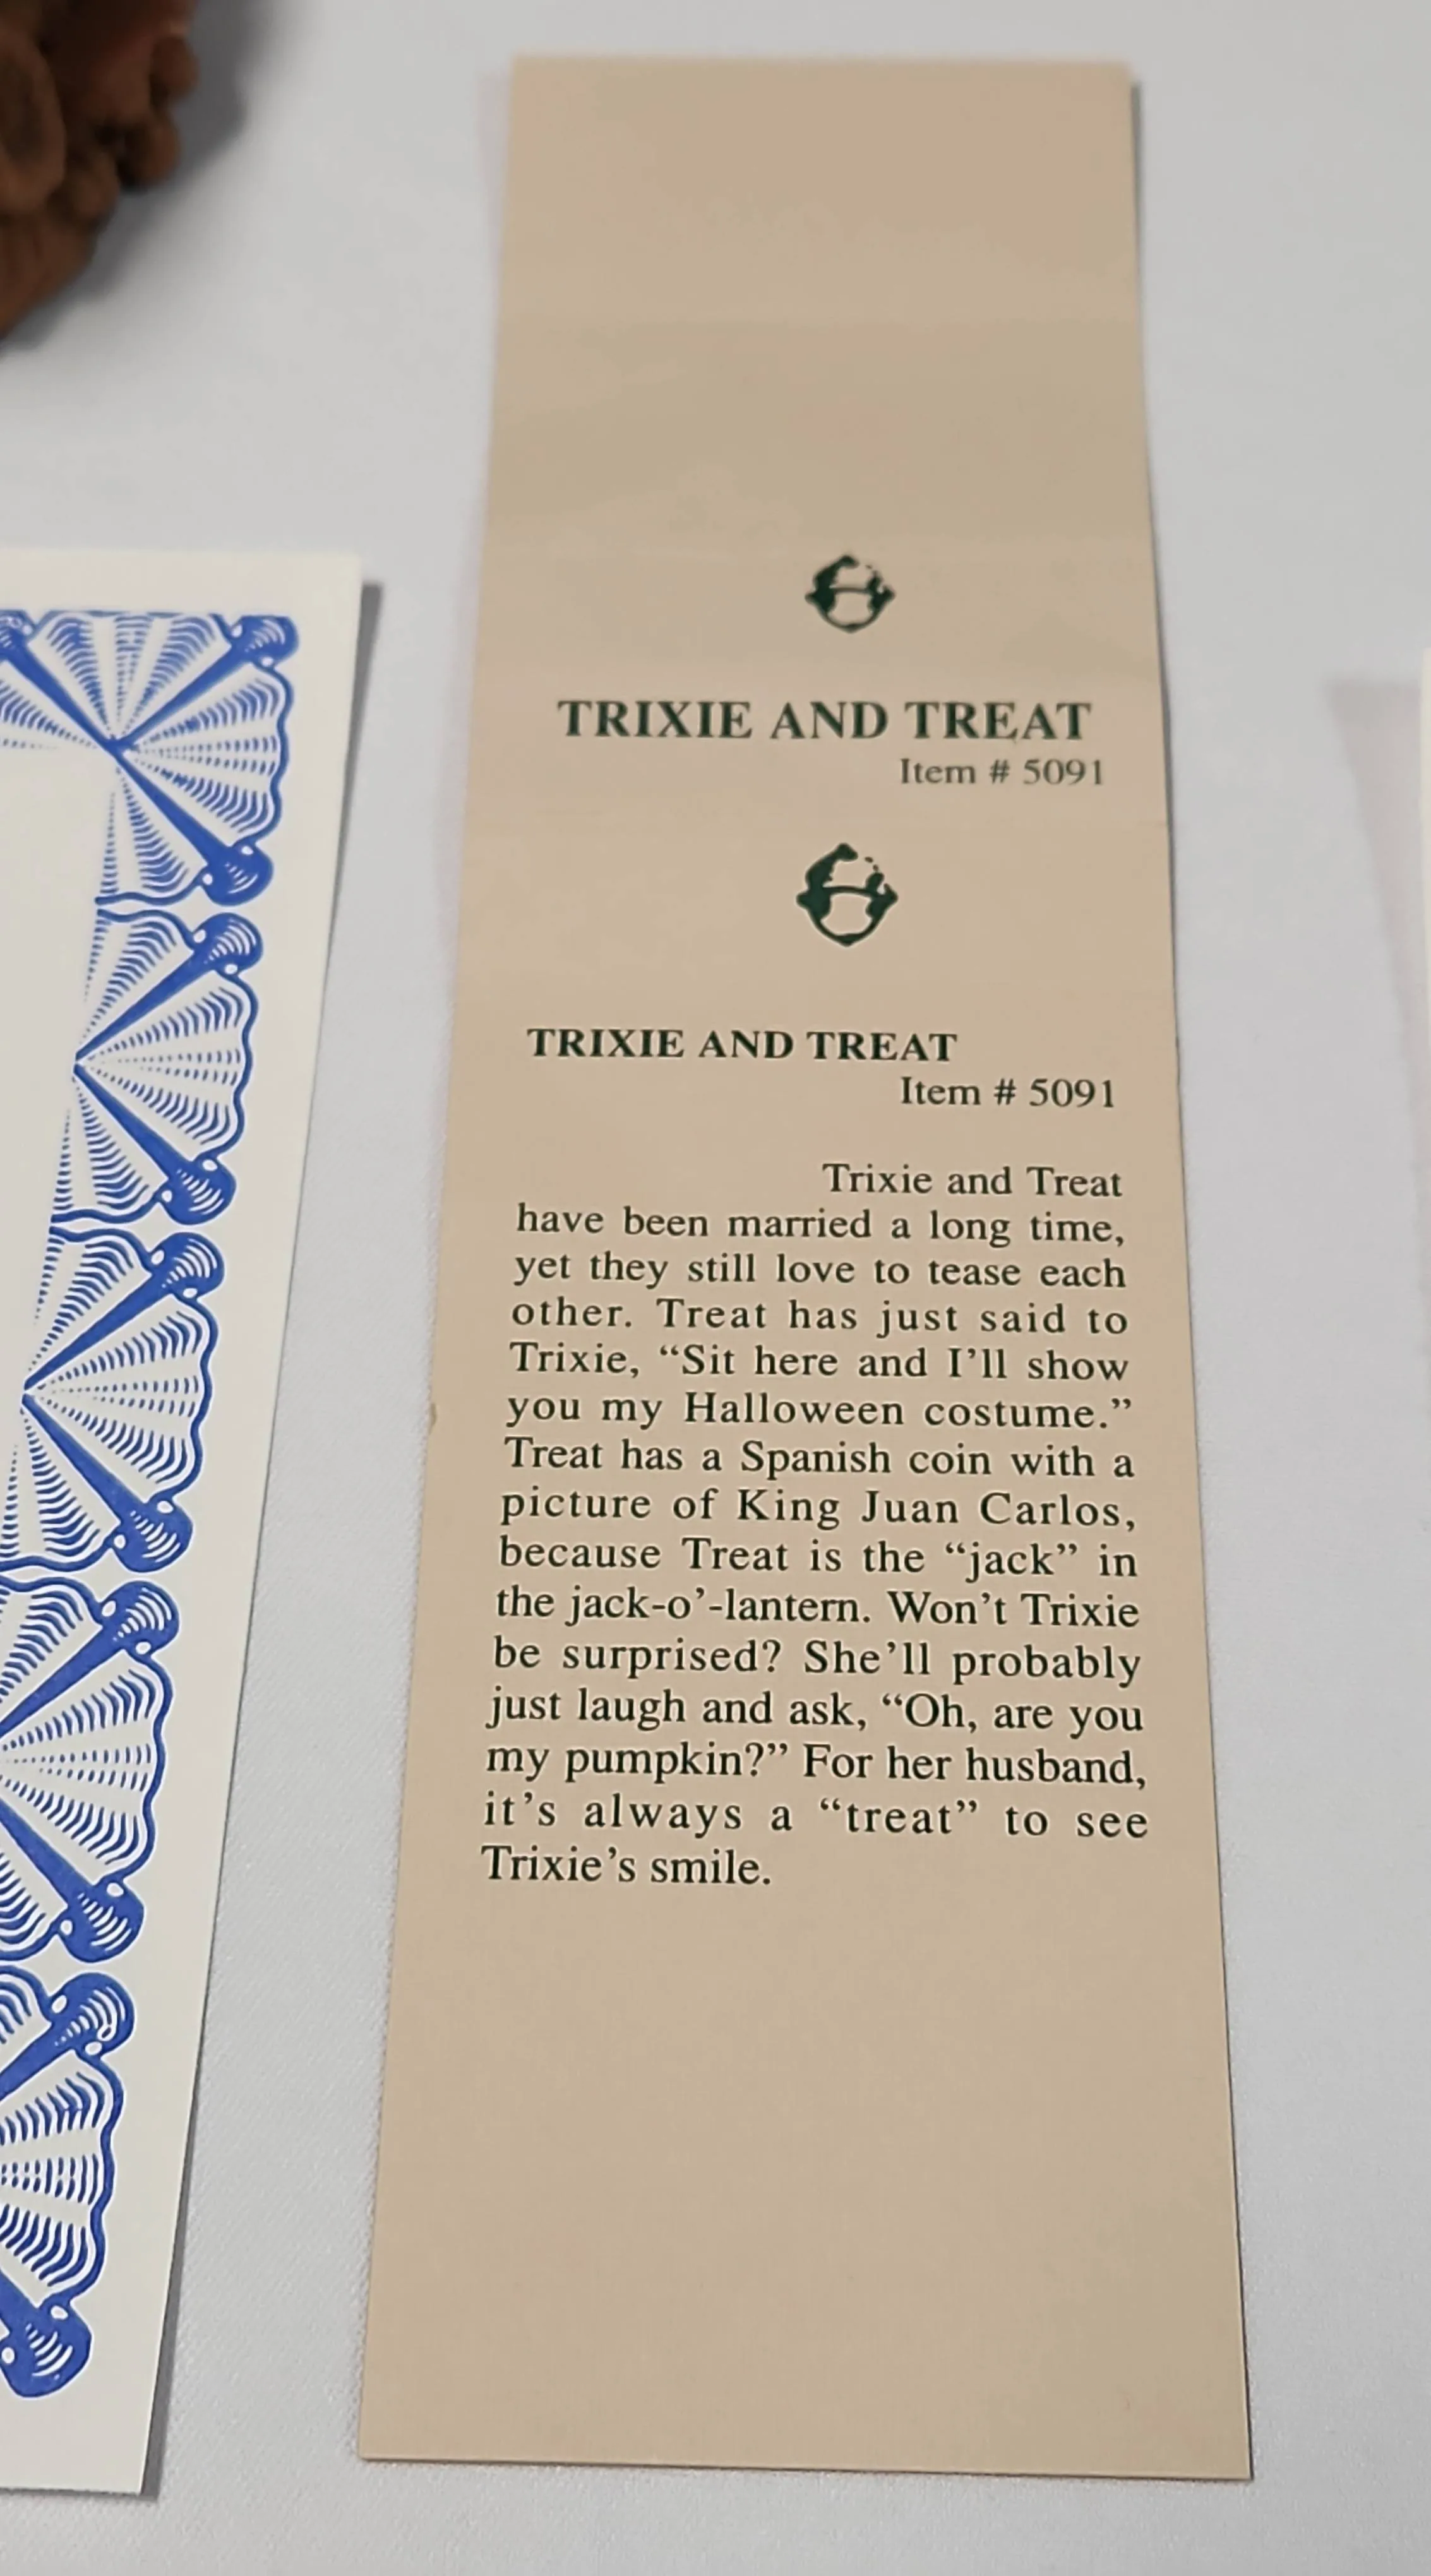 TRIXIE AND TREAT
Item # 5091
TRIXIE AND TREAT
Item # 5091
Trixie and Treat
have been married a long time,
yet they still love to tease each
other. Treat has just said to
Trixie, “Sit here and I’ll show
you my Halloween costume.”
Treat has a Spanish coin with a
picture of King Juan Carlos,
because Treat is the “jack” in
the jack-o’-lantern. Won’t Trixie
be surprised? She’ll probably
just laugh and ask, “Oh, are you
my pumpkin?” For her husband,
it’s always a “treat” to see
Trixie’s smile.